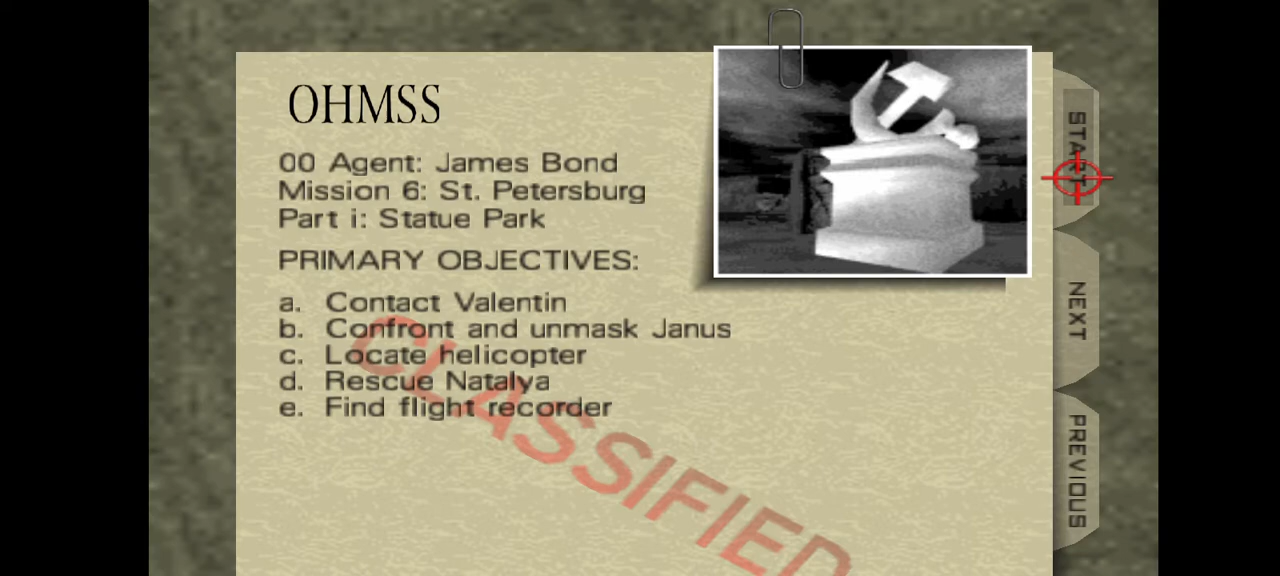 OHMSS
00 Agent: James Bond
Mission 6: St. Petersburg
Part i: Statue Park
PRIMARY OBJECTIVES:
a. Contact Valentin
b. Confront and unmask Janus
c. Locate helicopter
d. Rescue Natalya
e. Find flight recorder
CLASSIFIED
START
NEXT
PREVIOUS